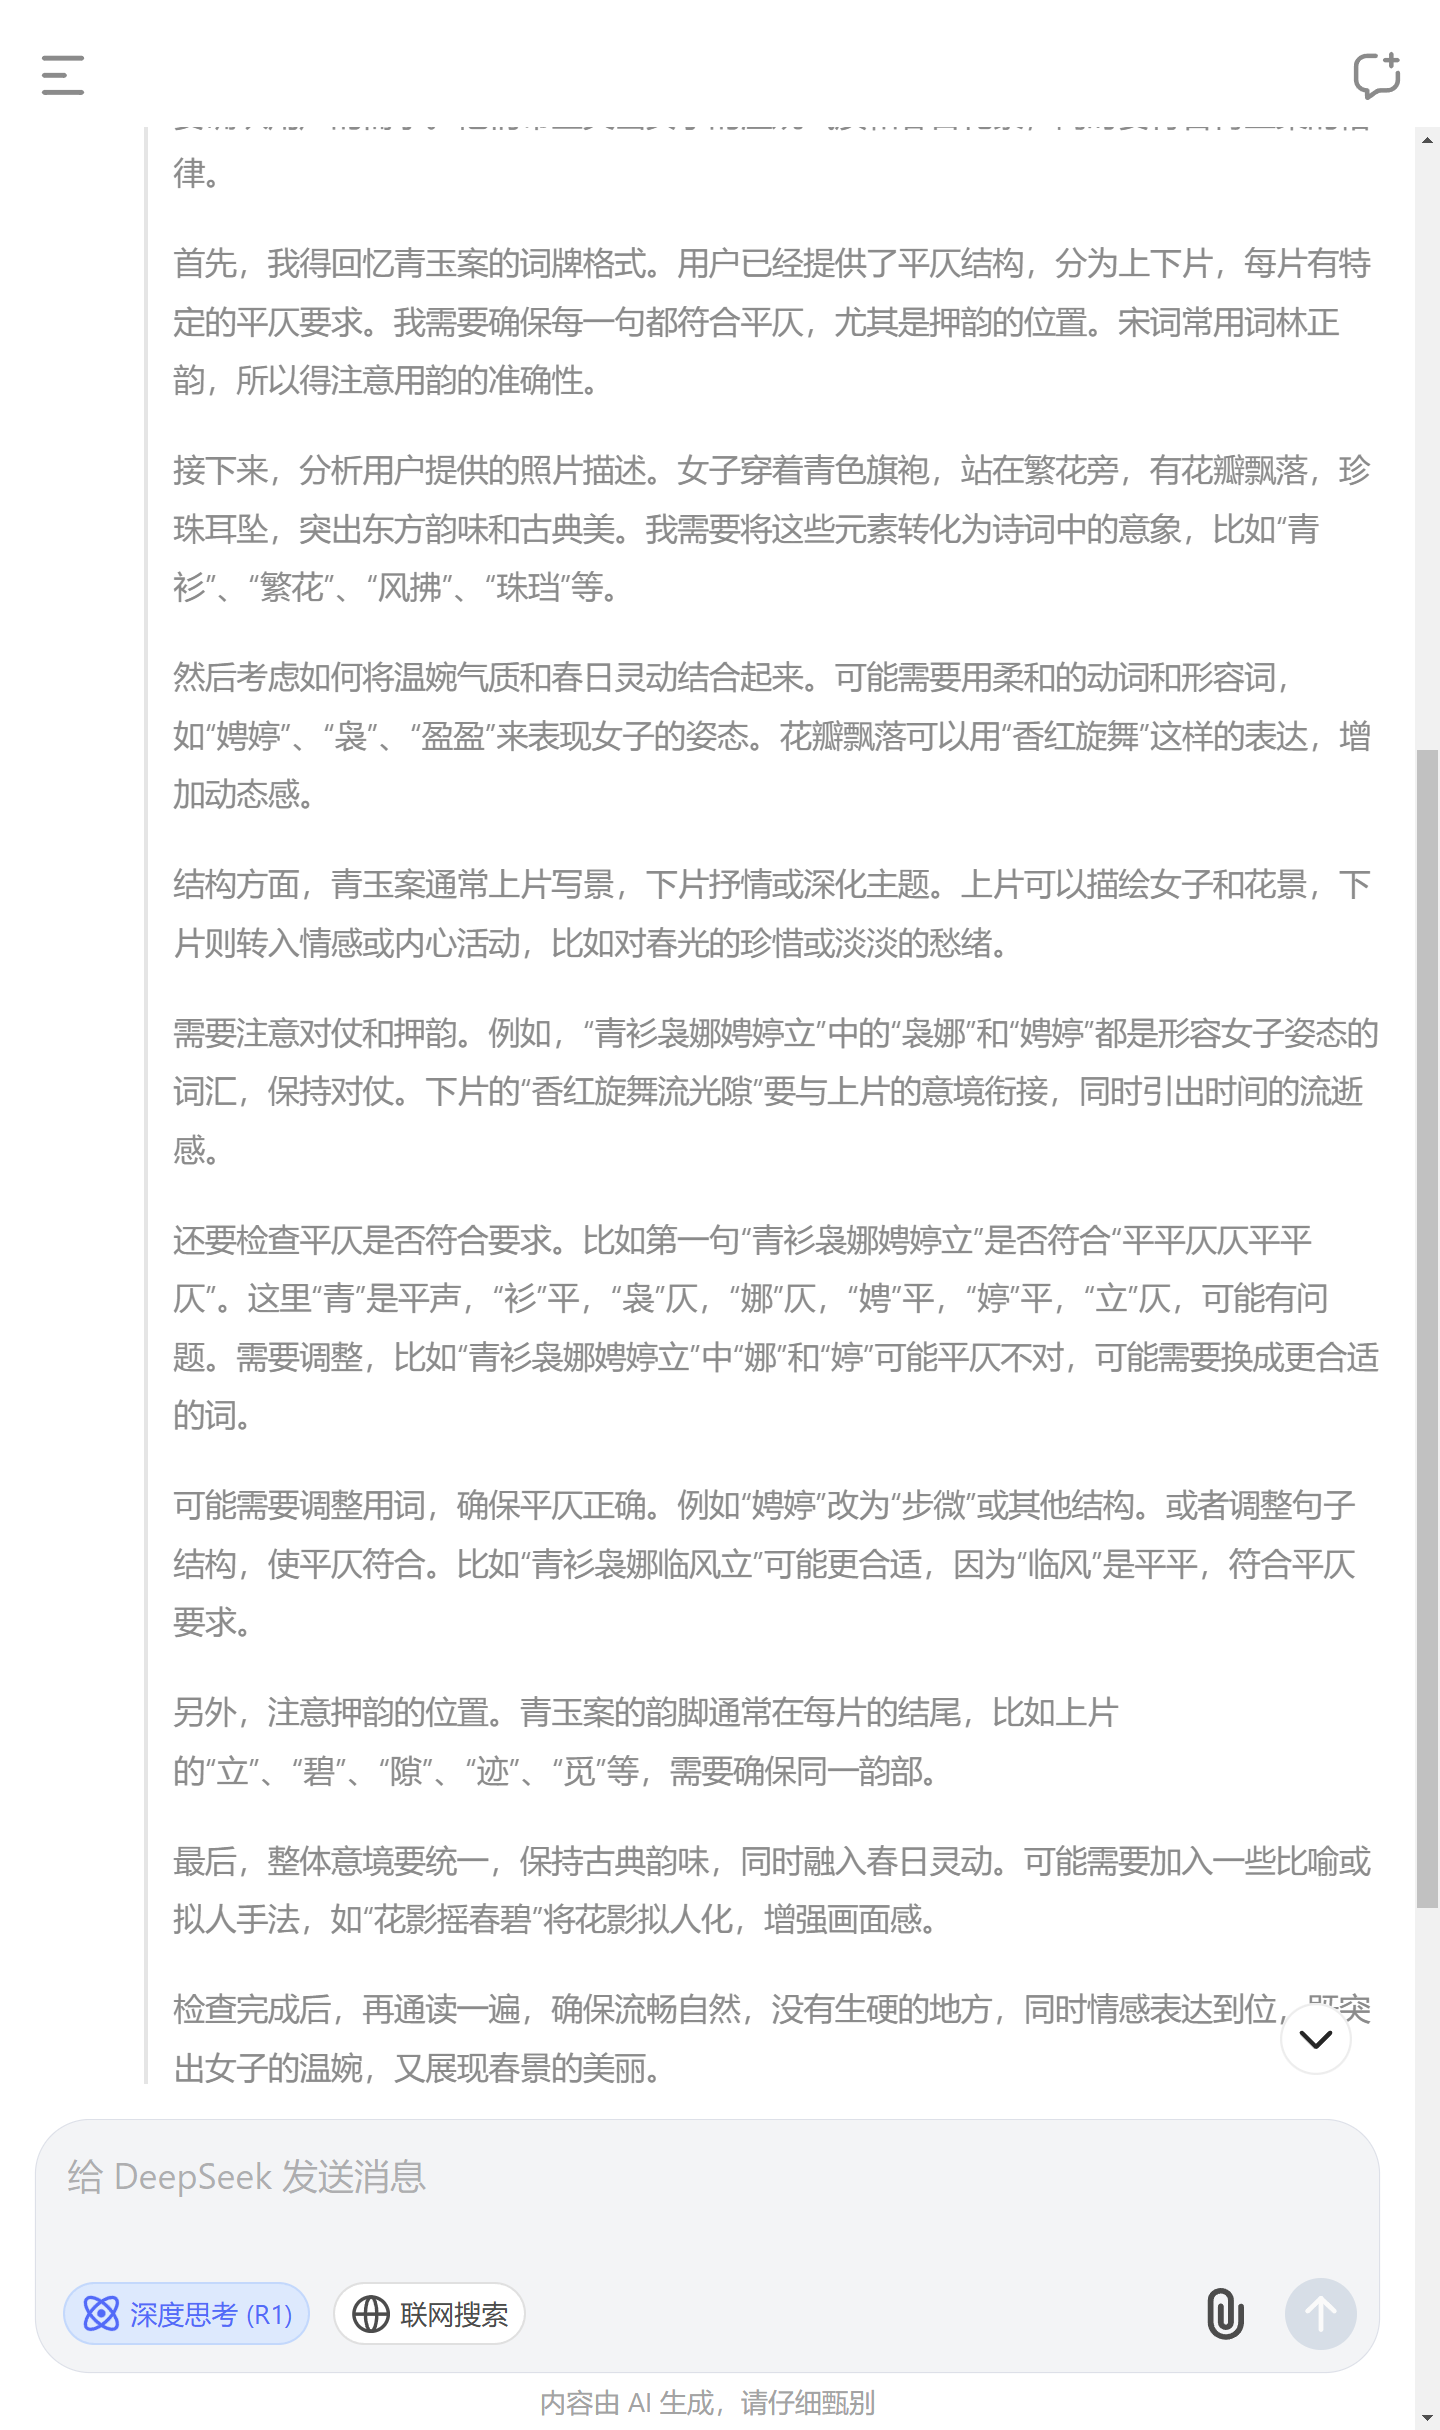 律。
首先，我得回忆青玉案的词牌格式。用户已经提供了平仄结构，分为上下片，每片有特
定的平仄要求。我需要确保每一句都符合平仄，尤其是押韵的位置。宋词常用词林正
韵，所以得注意用韵的准确性。
接下来，分析用户提供的照片描述。女子穿着青色旗袍，站在繁花旁，有花瓣飘落，珍
珠耳坠，突出东方韵味和古典美。我需要将这些元素转化为诗词中的意象，比如“青
衫”、“繁花”、“风拂”、“珠珰”等。
然后考虑如何将温婉气质和春日灵动结合起来。可能需要用柔和的动词和形容词，
如“娉婷”、“袅”、“盈盈”来表现女子的姿态。花瓣飘落可以用“香红旋舞”这样的表达，增
加动态感。
结构方面，青玉案通常上片写景，下片抒情或深化主题。上片可以描绘女子和花景，下
片则转入情感或内心活动，比如对春光的珍惜或淡淡的愁绪。
需要注意对仗和押韵。例如，“青衫袅娜娉婷立”中的“袅娜”和“娉婷”都是形容女子姿态的
词汇，保持对仗。下片的“香红旋舞流光隙”要与上片的意境衔接，同时引出时间的流逝
感。
还要检查平仄是否符合要求。比如第一句“青衫袅娜娉婷立”是否符合“平平仄仄平平
仄”。这里“青”是平声，“衫”平，“袅”仄，“娜”仄，“娉”平，“婷”平，“立”仄，可能有问
题。需要调整，比如“青衫袅娜娉婷立”中“娜”和“婷”可能平仄不对，可能需要换成更合适
的词。
可能需要调整用词，确保平仄正确。例如“娉婷”改为“步微”或其他结构。或者调整句子
结构，使平仄符合。比如“青衫袅娜临风立”可能更合适，因为“临风”是平平，符合平仄
要求。
另外，注意押韵的位置。青玉案的韵脚通常在每片的结尾，比如上片
的“立”、“碧”、“隙”、“迹”、“觅”等，需要确保同一韵部。
最后，整体意境要统一，保持古典韵味，同时融入春日灵动。可能需要加入一些比喻或
拟人手法，如“花影摇春碧”将花影拟人化，增强画面感。
检查完成后，再通读一遍，确保流畅自然，没有生硬的地方，同时情感表达到位，既突
出女子的温婉，又展现春景的美丽。
给 DeepSeek 发送消息
深度思考 (R1) 联网搜索
内容由 AI 生成，请仔细甄别